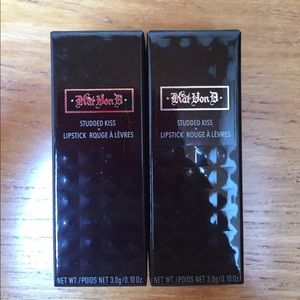 Kat Von D
STUDDED KISS
LIPSTICK ROUGE À LÈVRES
NET WT./POIDS NET 3.0g/0.10 Oz.
Kat Von D
STUDDED KISS
LIPSTICK ROUGE À LÈVRES
NET WT./POIDS NET 3.0g/0.10 Oz.